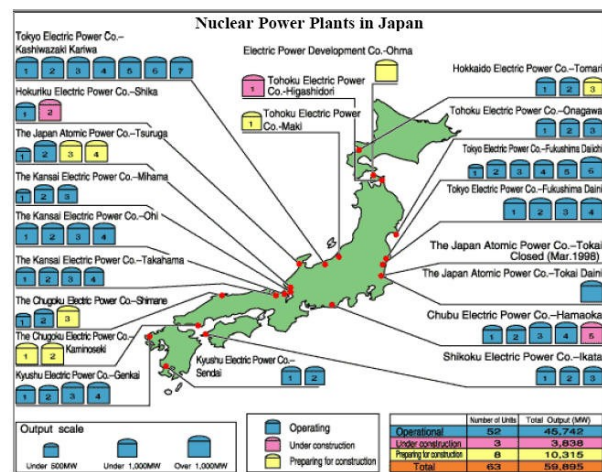 Nuclear Power Plants in Japan
Tokyo Electric Power Co.–
Kashiwazaki Kariwa
1 2 3 4 5 6 7
Hokuriku Electric Power Co.–Shika
1 2
The Japan Atomic Power Co.–Tsuruga
1 2 3 4
The Kansai Electric Power Co.–Mihama
1 2 3
The Kansai Electric Power Co.–Ohi
1 2 3 4
The Kansai Electric Power Co.–Takahama
1 2 3 4
The Chugoku Electric Power Co.–Shimane
1 2 3
The Chugoku Electric Power Co.–
Kaminoseki
1 2
Kyushu Electric Power Co.–Genkai
1 2 3 4
Kyushu Electric Power Co.–
Sendai
1 2
Electric Power Development Co.-Ohma
Tohoku Electric Power
Co.-Higashidori
1
Tohoku Electric Power
Co.-Maki
1
Hokkaido Electric Power Co.–Tomari
1 2 3
Tohoku Electric Power Co.–Onagawa
1 2 3
Tokyo Electric Power Co.–Fukushima Daiichi
1 2 3 4 5 6
Tokyo Electric Power Co.–Fukushima Daini
1 2 3 4
The Japan Atomic Power Co.–Tokai
Closed (Mar.1998)
The Japan Atomic Power Co.–Tokai Daini
Chubu Electric Power Co.–Hamaoka
1 2 3 4 5
Shikoku Electric Power Co.–Ikata
1 2 3
Output scale
Under 500MW Under 1,000MW Over 1,000MW
Operating
Under construction
Preparing for construction
Number of Units Total Output (MW)
Operational 52 45,742
Under construction 3 3,838
Preparing for construction 8 10,315
Total 63 59,895